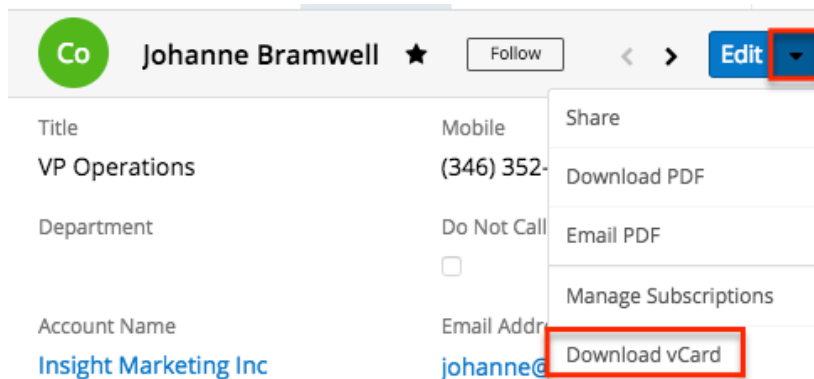 Co Johanne Bramwell Follow Edit
Title Mobile Share
VP Operations (346) 352- Download PDF
Department Do Not Call Email PDF
Manage Subscriptions
Account Name Email Addr
Insight Marketing Inc johanne@ Download vCard